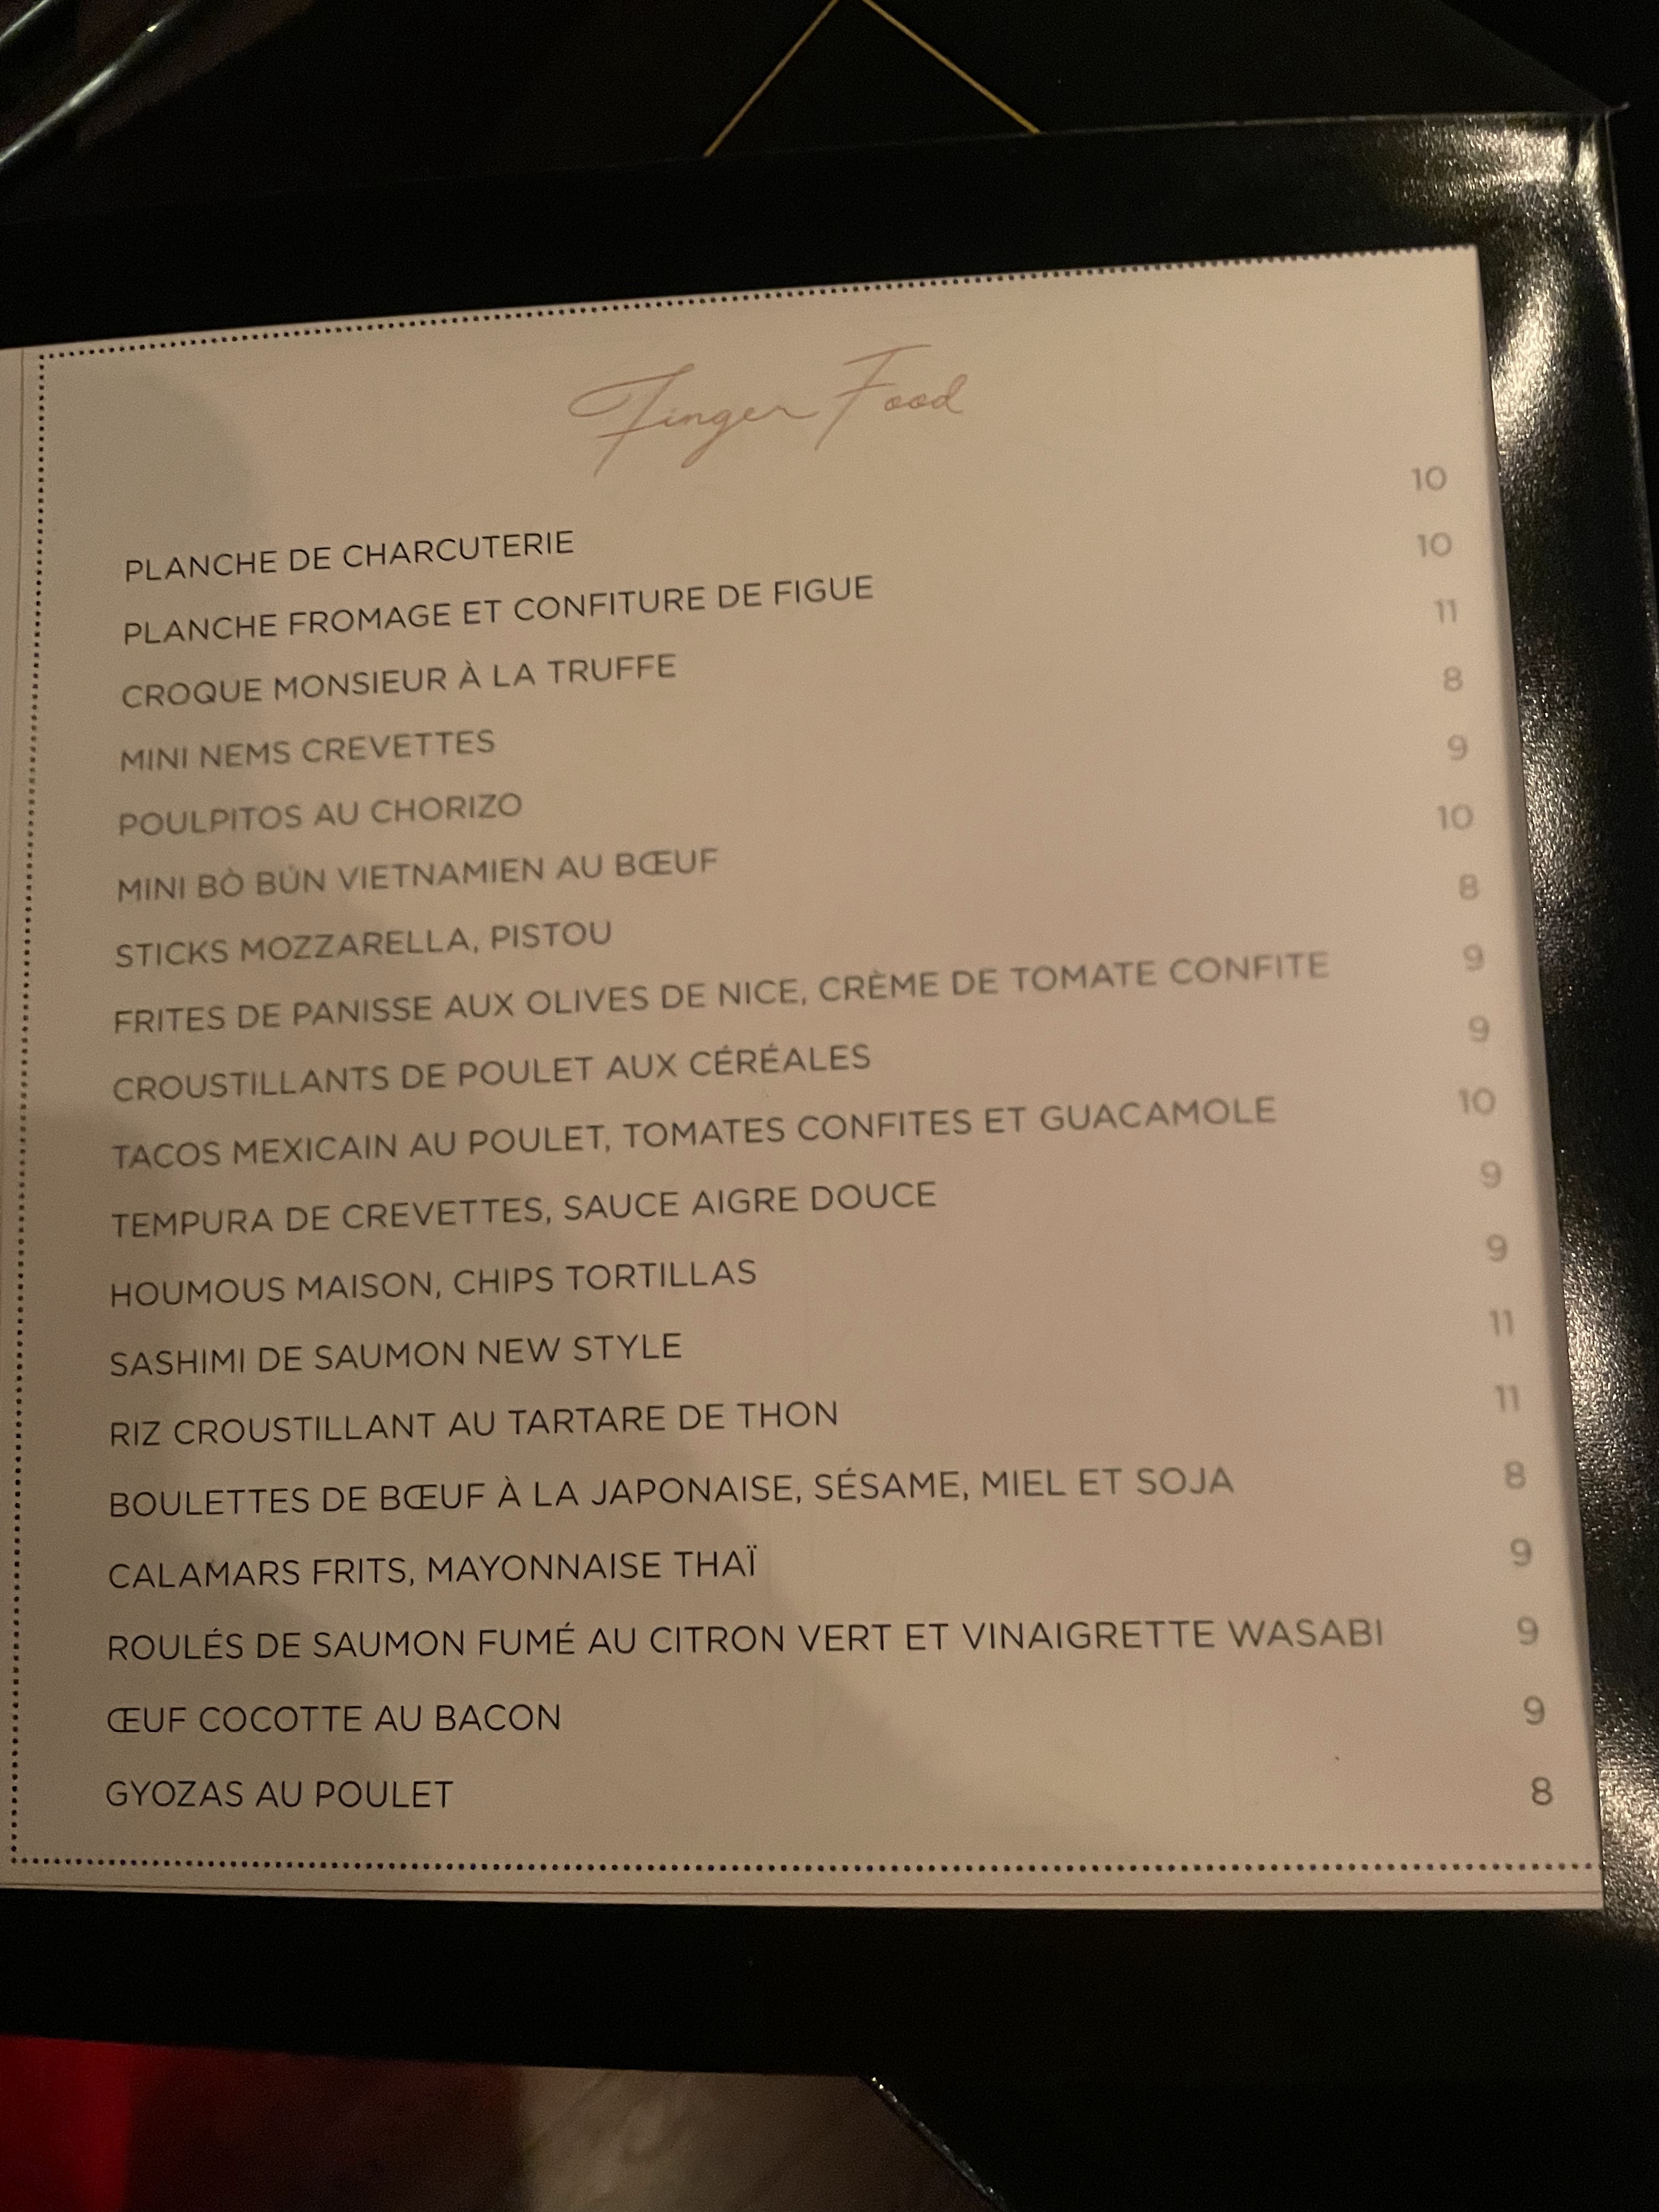 Finger Food
PLANCHE DE CHARCUTERIE 10
PLANCHE FROMAGE ET CONFITURE DE FIGUE 10
CROQUE MONSIEUR À LA TRUFFE 11
MINI NEMS CREVETTES 8
POULPITOS AU CHORIZO 9
MINI BÒ BÚN VIETNAMIEN AU BŒUF 10
STICKS MOZZARELLA, PISTOU 8
FRITES DE PANISSE AUX OLIVES DE NICE, CRÈME DE TOMATE CONFITE 9
CROUSTILLANTS DE POULET AUX CÉRÉALES 9
TACOS MEXICAIN AU POULET, TOMATES CONFITES ET GUACAMOLE 10
TEMPURA DE CREVETTES, SAUCE AIGRE DOUCE 9
HOUMOUS MAISON, CHIPS TORTILLAS 9
SASHIMI DE SAUMON NEW STYLE 11
RIZ CROUSTILLANT AU TARTARE DE THON 11
BOULETTES DE BŒUF À LA JAPONAISE, SÉSAME, MIEL ET SOJA 8
CALAMARS FRITS, MAYONNAISE THAÏ 9
ROULÉS DE SAUMON FUMÉ AU CITRON VERT ET VINAIGRETTE WASABI 9
ŒUF COCOTTE AU BACON 9
GYOZAS AU POULET 8